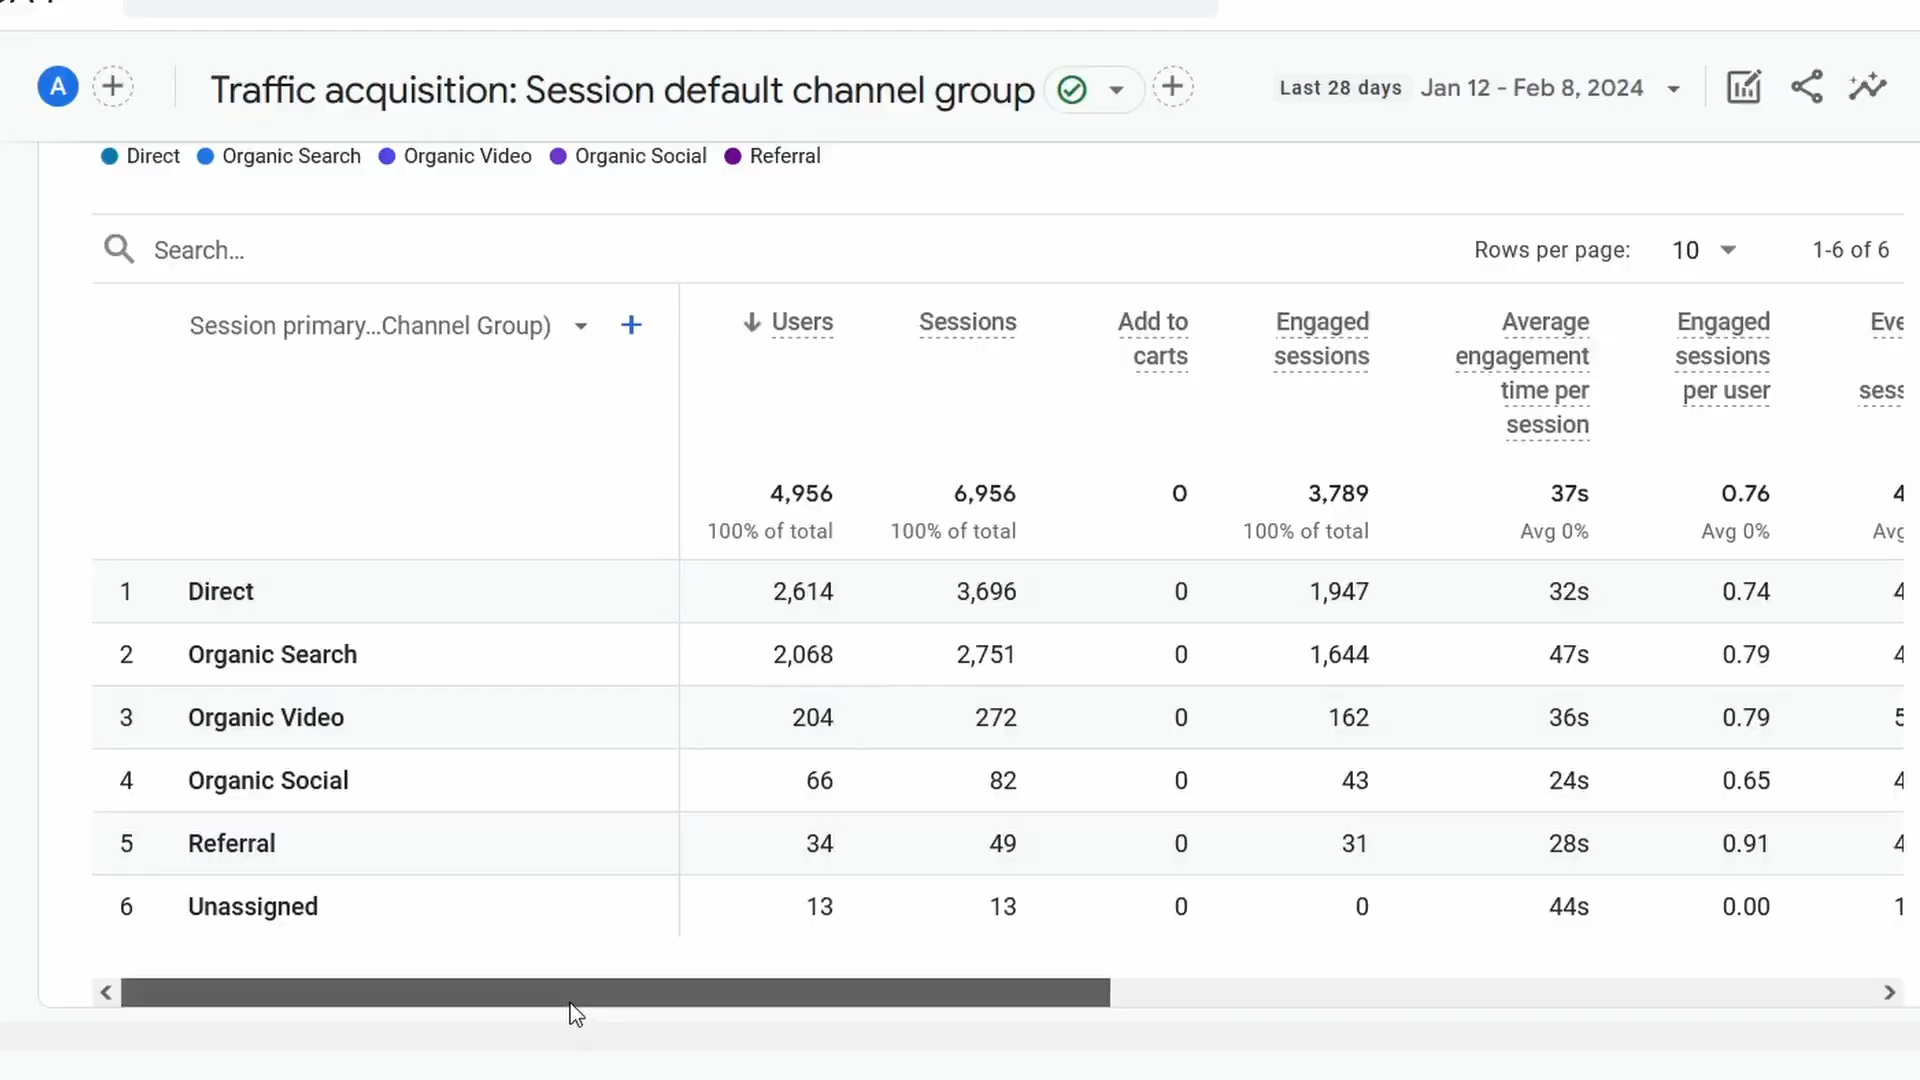 A
Traffic acquisition: Session default channel group
Last 28 days Jan 12 - Feb 8, 2024
Direct Organic Search Organic Video Organic Social Referral
Search...
Rows per page: 10 1-6 of 6
Session primary...Channel Group) + Users Sessions Add to carts Engaged sessions Average engagement time per session Engaged sessions per user
4,956 6,956 0 3,789 37s 0.76
100% of total 100% of total 100% of total Avg 0% Avg 0%
1 Direct 2,614 3,696 0 1,947 32s 0.74
2 Organic Search 2,068 2,751 0 1,644 47s 0.79
3 Organic Video 204 272 0 162 36s 0.79
4 Organic Social 66 82 0 43 24s 0.65
5 Referral 34 49 0 31 28s 0.91
6 Unassigned 13 13 0 0 44s 0.00